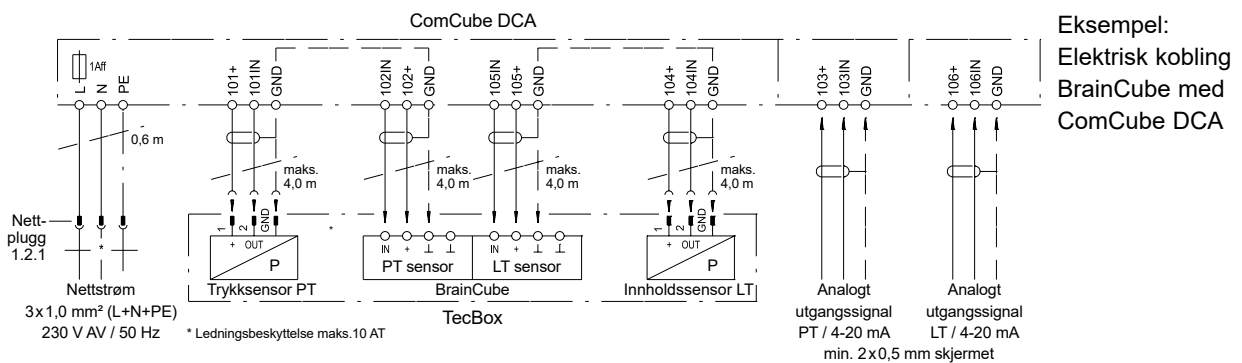 ComCube DCA
Eksempel:
Elektrisk kobling
BrainCube med
ComCube DCA
1Aff
L
N
PE
101+
101IN
GND
102IN
102+
GND
105IN
105+
GND
104+
104IN
GND
103+
103IN
GND
106+
106IN
GND
0,6 m
maks.
4,0 m
maks.
4,0 m
maks.
4,0 m
maks.
4,0 m
Nett-
plugg
1.2.1
*
1
2
GND
+ OUT
P
*
IN + ⊥ ⊥
PT sensor
IN + ⊥ ⊥
LT sensor
1
2
GND
+ OUT
P
Nettstrøm
3x1,0 mm² (L+N+PE)
230 V AV / 50 Hz
Trykksensor PT
BrainCube
Innholdssensor LT
TecBox
* Ledningsbeskyttelse maks.10 AT
Analogt
utgangssignal
PT / 4-20 mA
Analogt
utgangssignal
LT / 4-20 mA
min. 2x0,5 mm skjermet